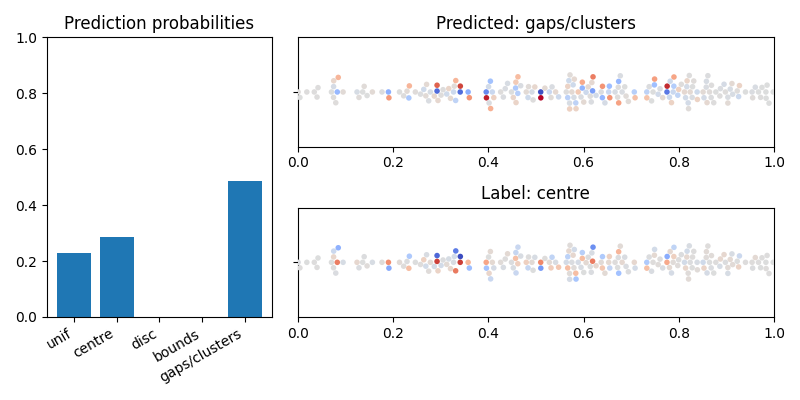 Prediction probabilities
1.0
0.8
0.6
0.4
0.2
0.0
unif
centre
disc
bounds
gaps/clusters
Predicted: gaps/clusters
0.0 0.2 0.4 0.6 0.8 1.0
Label: centre
0.0 0.2 0.4 0.6 0.8 1.0